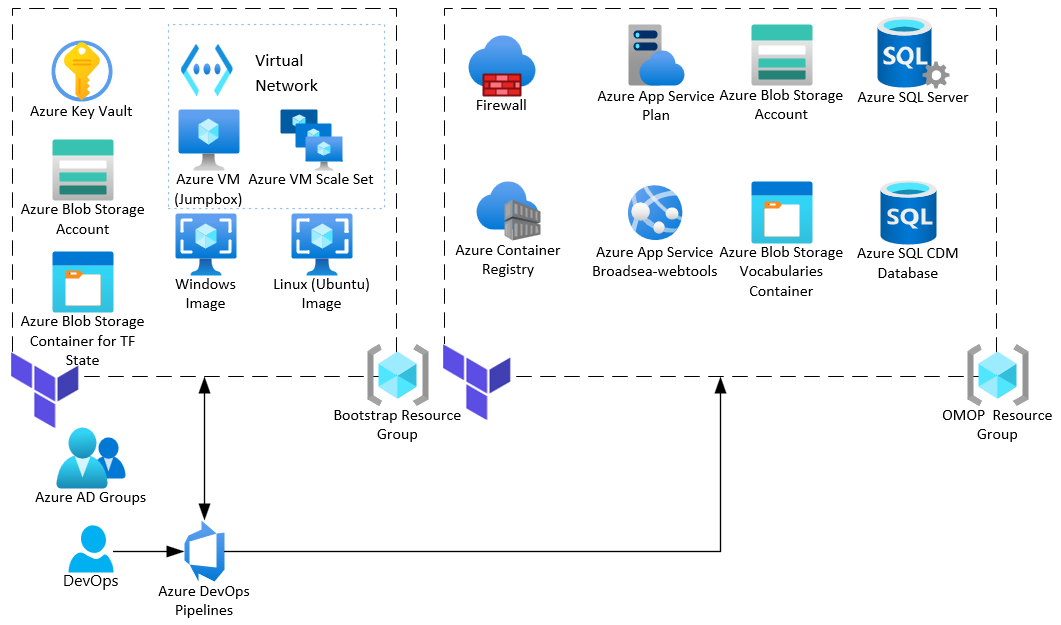 Azure Key Vault
Azure Blob Storage
Account
Azure Blob Storage
Container for TF
State
Virtual
Network
Azure VM
(Jumpbox)
Azure VM Scale Set
Windows
Image
Linux (Ubuntu)
Image
Bootstrap Resource
Group
Firewall
Azure App Service
Plan
Azure Blob Storage
Account
SQL
Azure SQL Server
Azure Container
Registry
Azure App Service
Broadsea-webtools
Azure Blob Storage
Vocabularies
Container
SQL
Azure SQL CDM
Database
OMOP  Resource
Group
Azure AD Groups
DevOps
Azure DevOps
Pipelines